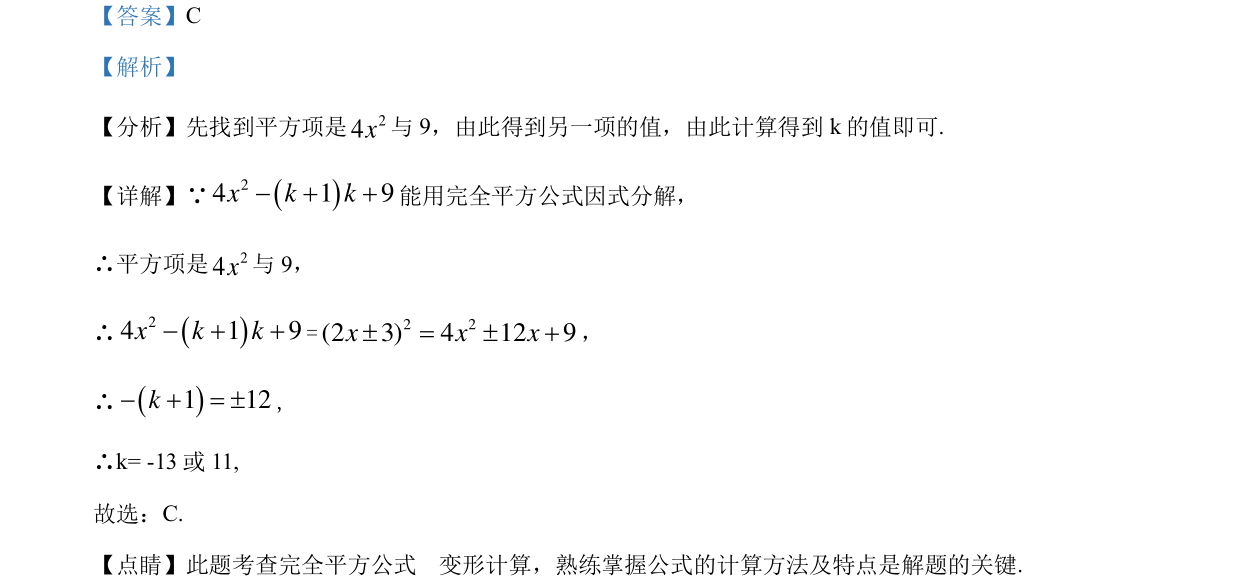 【答案】C
【解析】
【分析】先找到平方项是4x²与 9，由此得到另一项的值，由此计算得到 k 的值即可.
【详解】∵4x²−(k+1)k+9能用完全平方公式因式分解，
∴平方项是4x²与 9，
∴4x²−(k+1)k+9=(2x±3)²=4x²±12x+9，
∴−(k+1)=±12，
∴k= -13 或 11,
故选：C.
【点睛】此题考查完全平方公式 变形计算，熟练掌握公式的计算方法及特点是解题的关键.